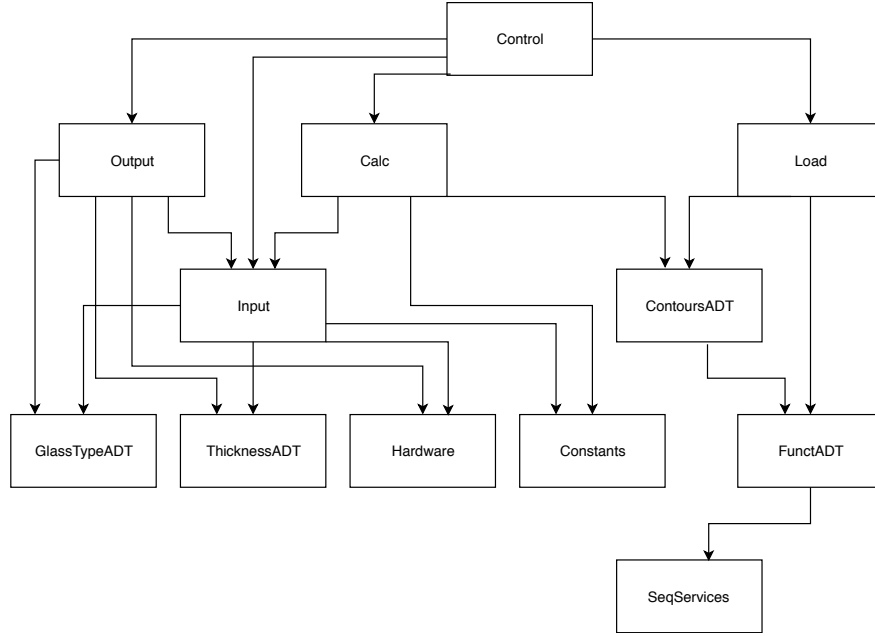 Control
Output
Calc
Load
Input
ContoursADT
GlassTypeADT
ThicknessADT
Hardware
Constants
FunctADT
SeqServices